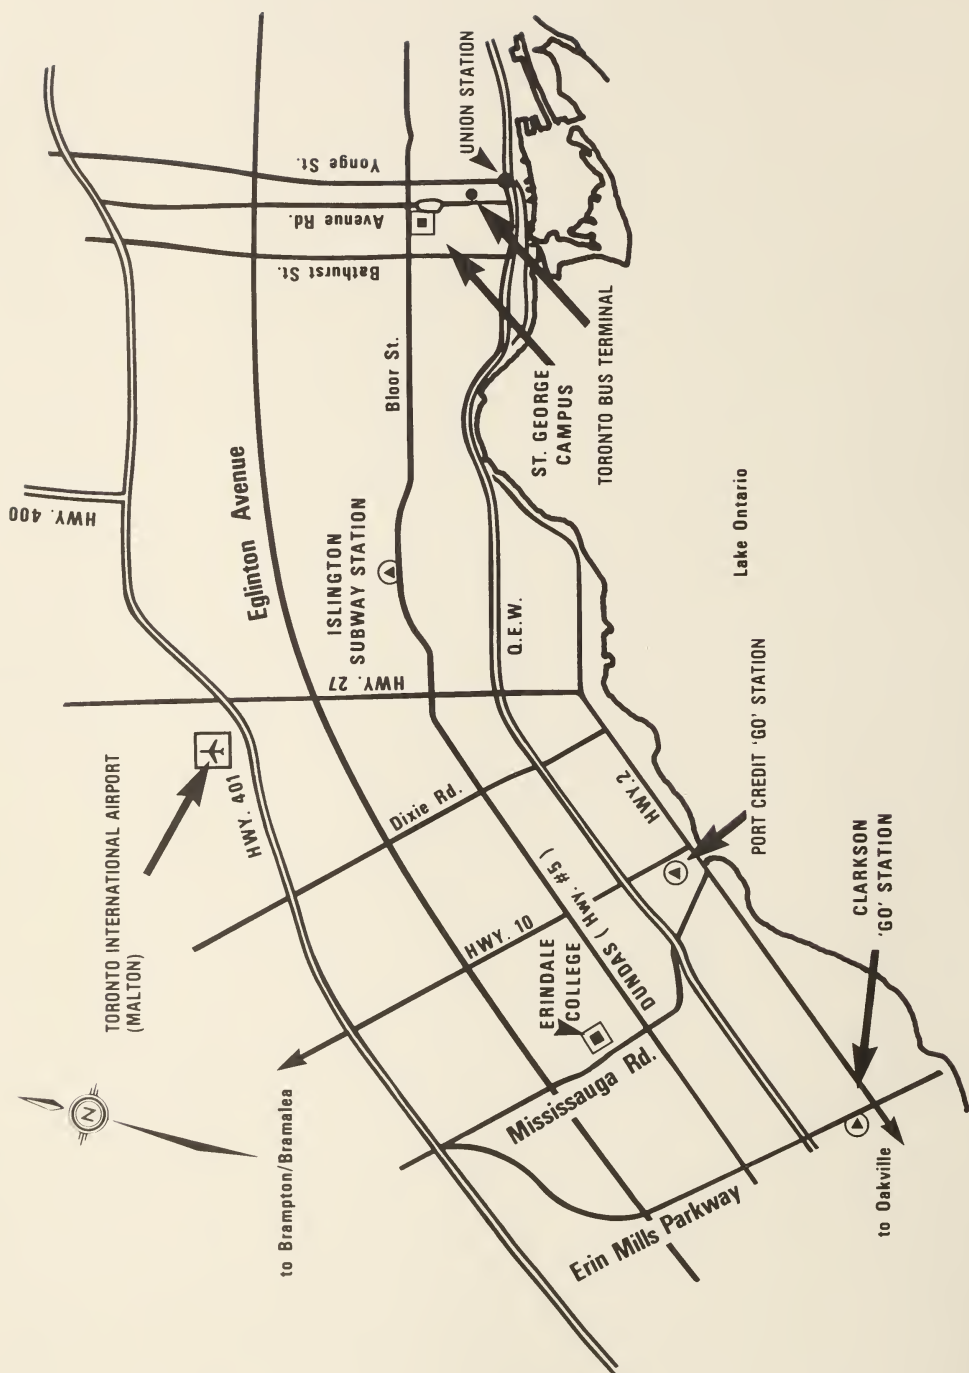 HWY. 400
Eglinton Avenue
Yonge St.
Avenue Rd.
Bathurst St.
UNION STATION
Bloor St.
ST. GEORGE
CAMPUS
TORONTO BUS TERMINAL
ISLINGTON
SUBWAY STATION
HWY. 27
Q.E.W.
Lake Ontario
TORONTO INTERNATIONAL AIRPORT
(MALTON)
HWY. 401
Dixie Rd.
HWY.2
PORT CREDIT 'GO' STATION
HWY. 10
DUNDAS ( Hwy. #5 )
ERINDALE
COLLEGE
CLARKSON
'GO' STATION
N
to Brampton/Bramalea
Mississauga Rd.
Erin Mills Parkway
to Oakville